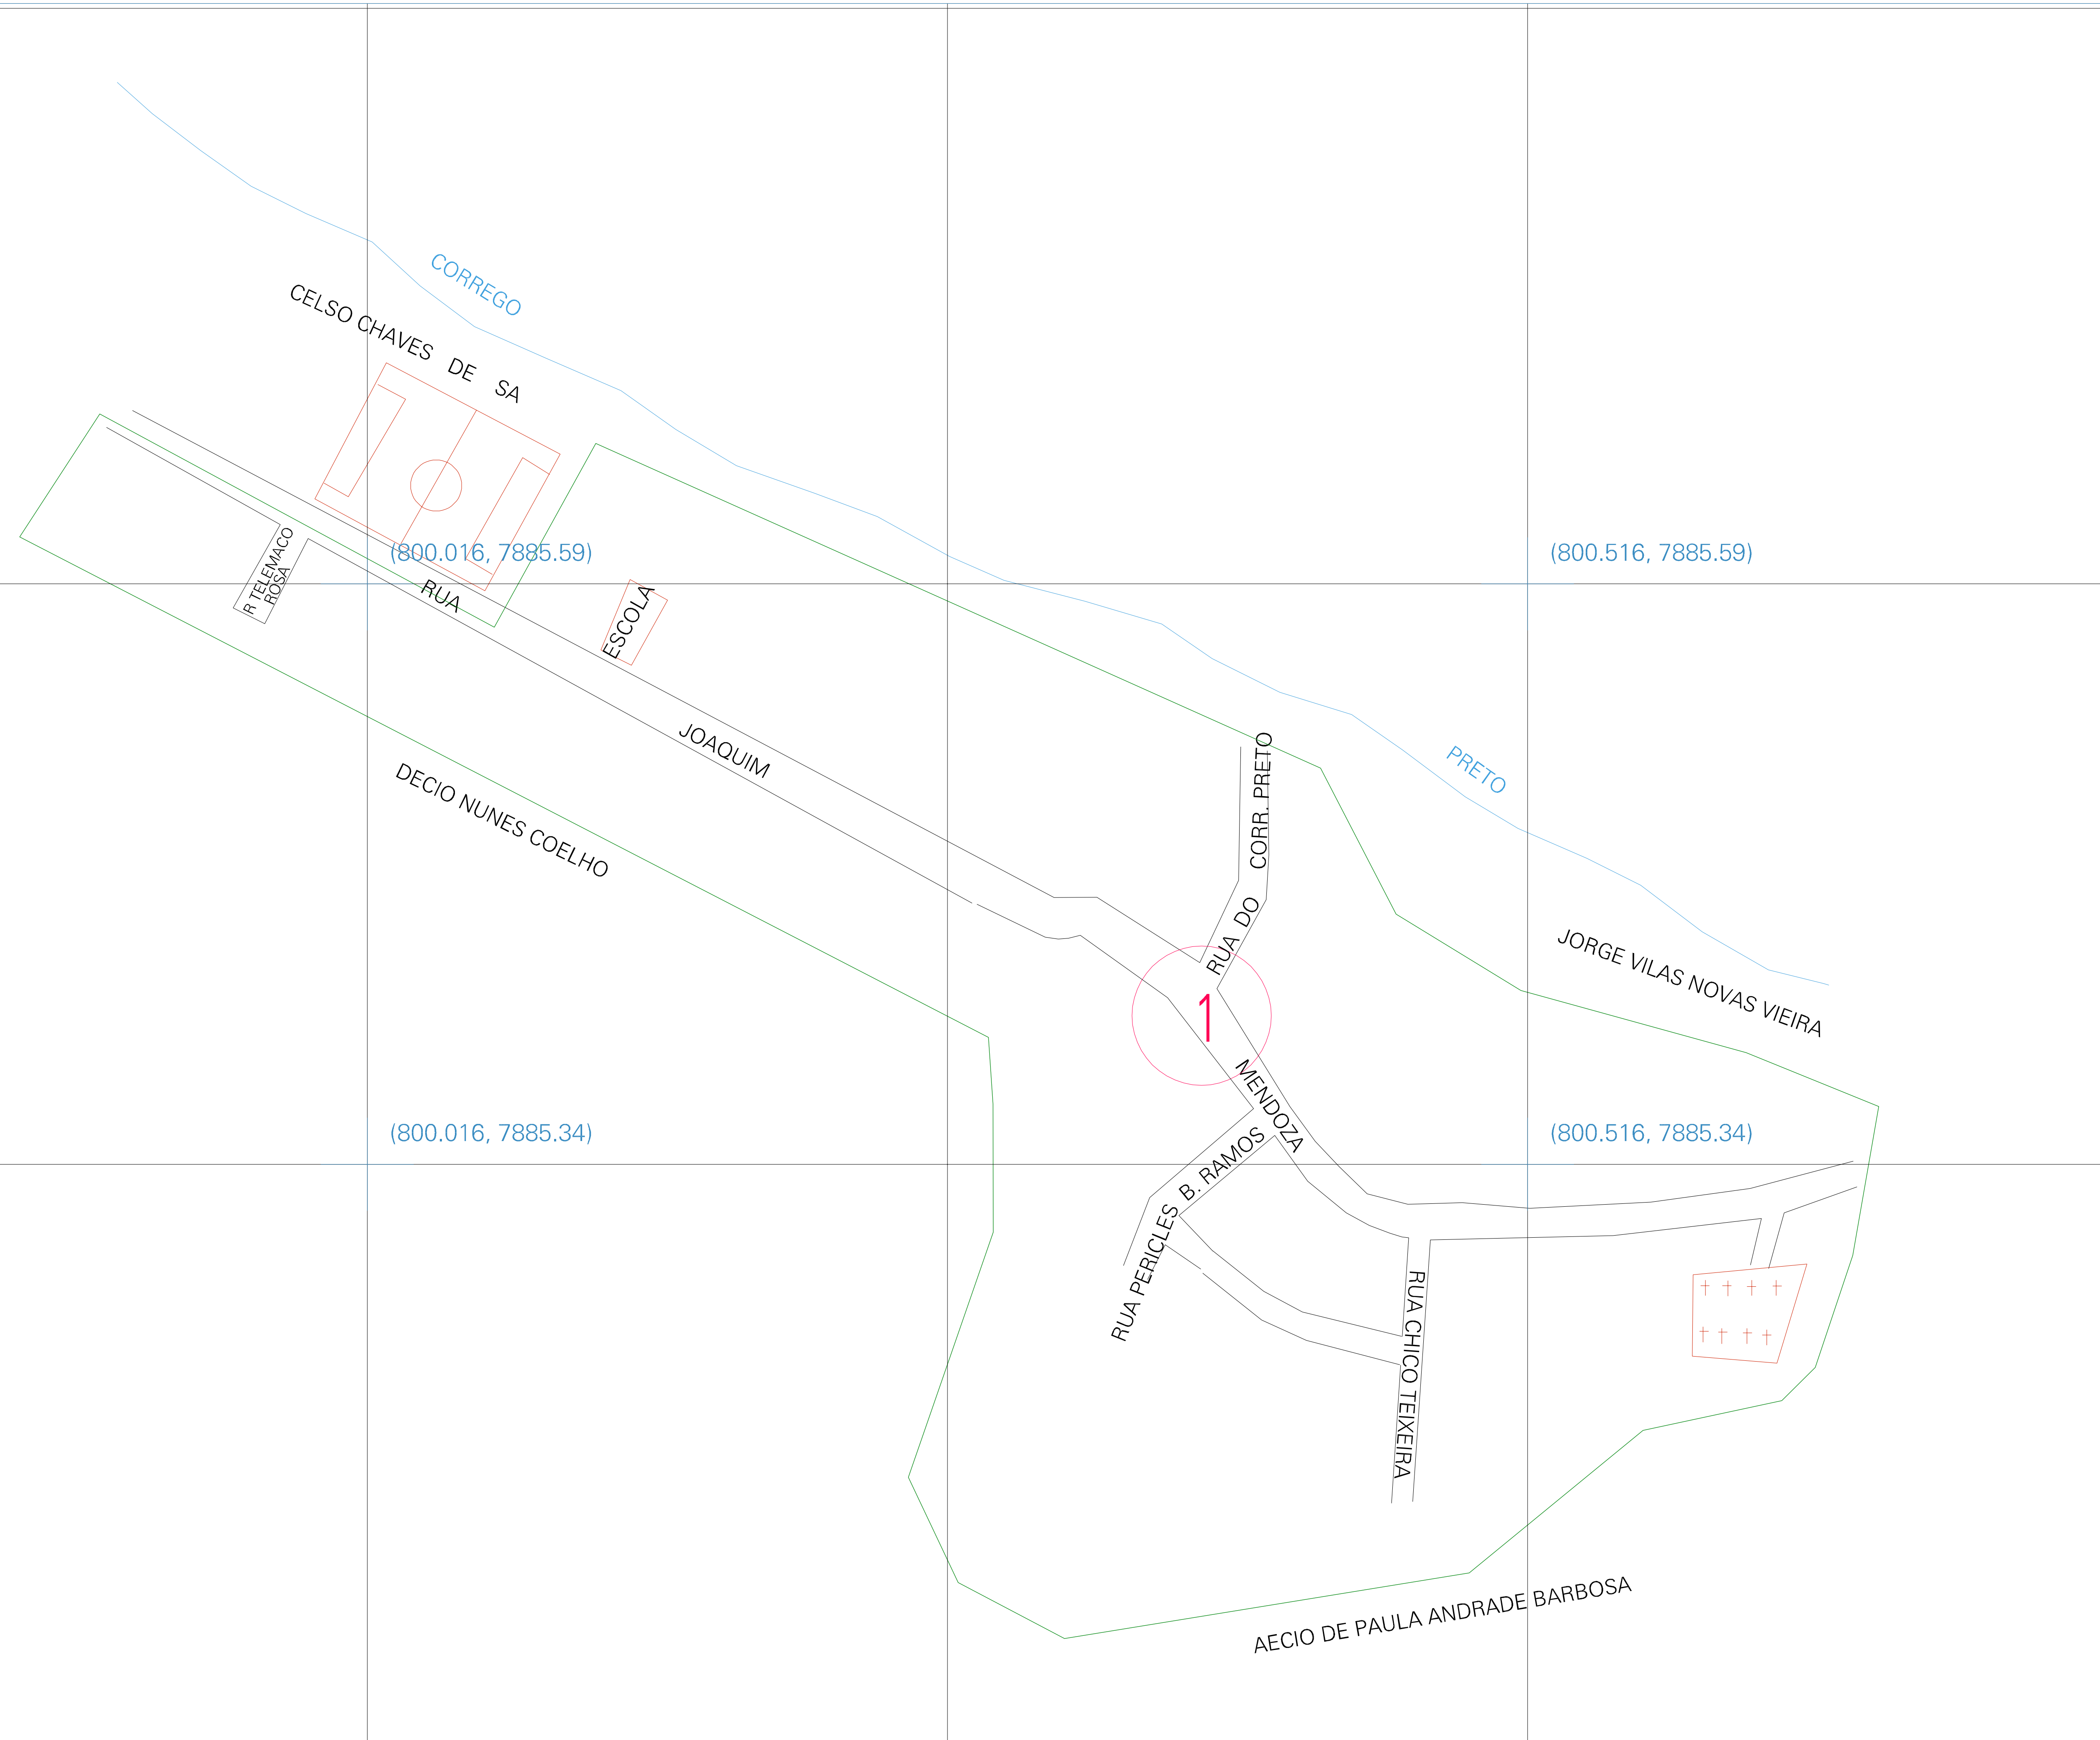 CORREGO
CELSO CHAVES DE SA
R TELEMACO
ROSA
(800.016, 7885.59)
(800.516, 7885.59)
RUA
ESCOLA
JOAQUIM
DECIO NUNES COELHO
RUA DO CORR. PRETO
PRETO
JORGE VILAS NOVAS VIEIRA
1
MENDOZA
(800.016, 7885.34)
(800.516, 7885.34)
RUA PERICLES B. RAMOS
RUA CHICO TEIXEIRA
AECIO DE PAULA ANDRADE BARBOSA